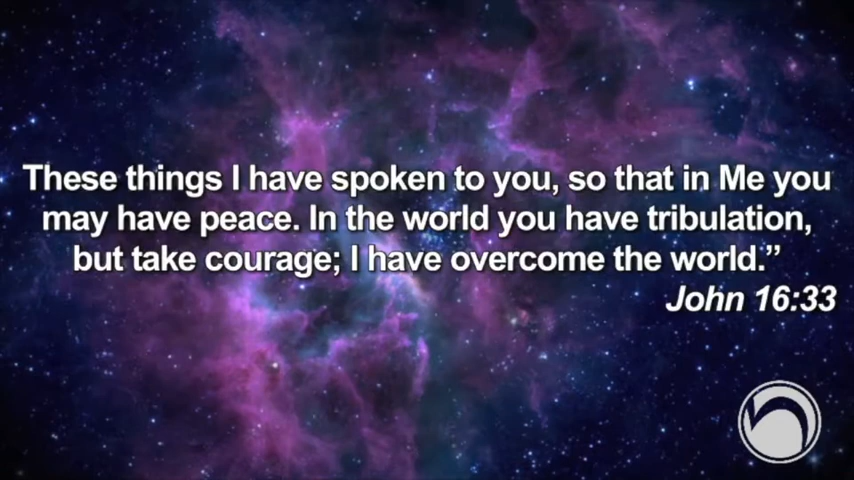 These things I have spoken to you, so that in Me you
may have peace. In the world you have tribulation,
but take courage; I have overcome the world.”
John 16:33